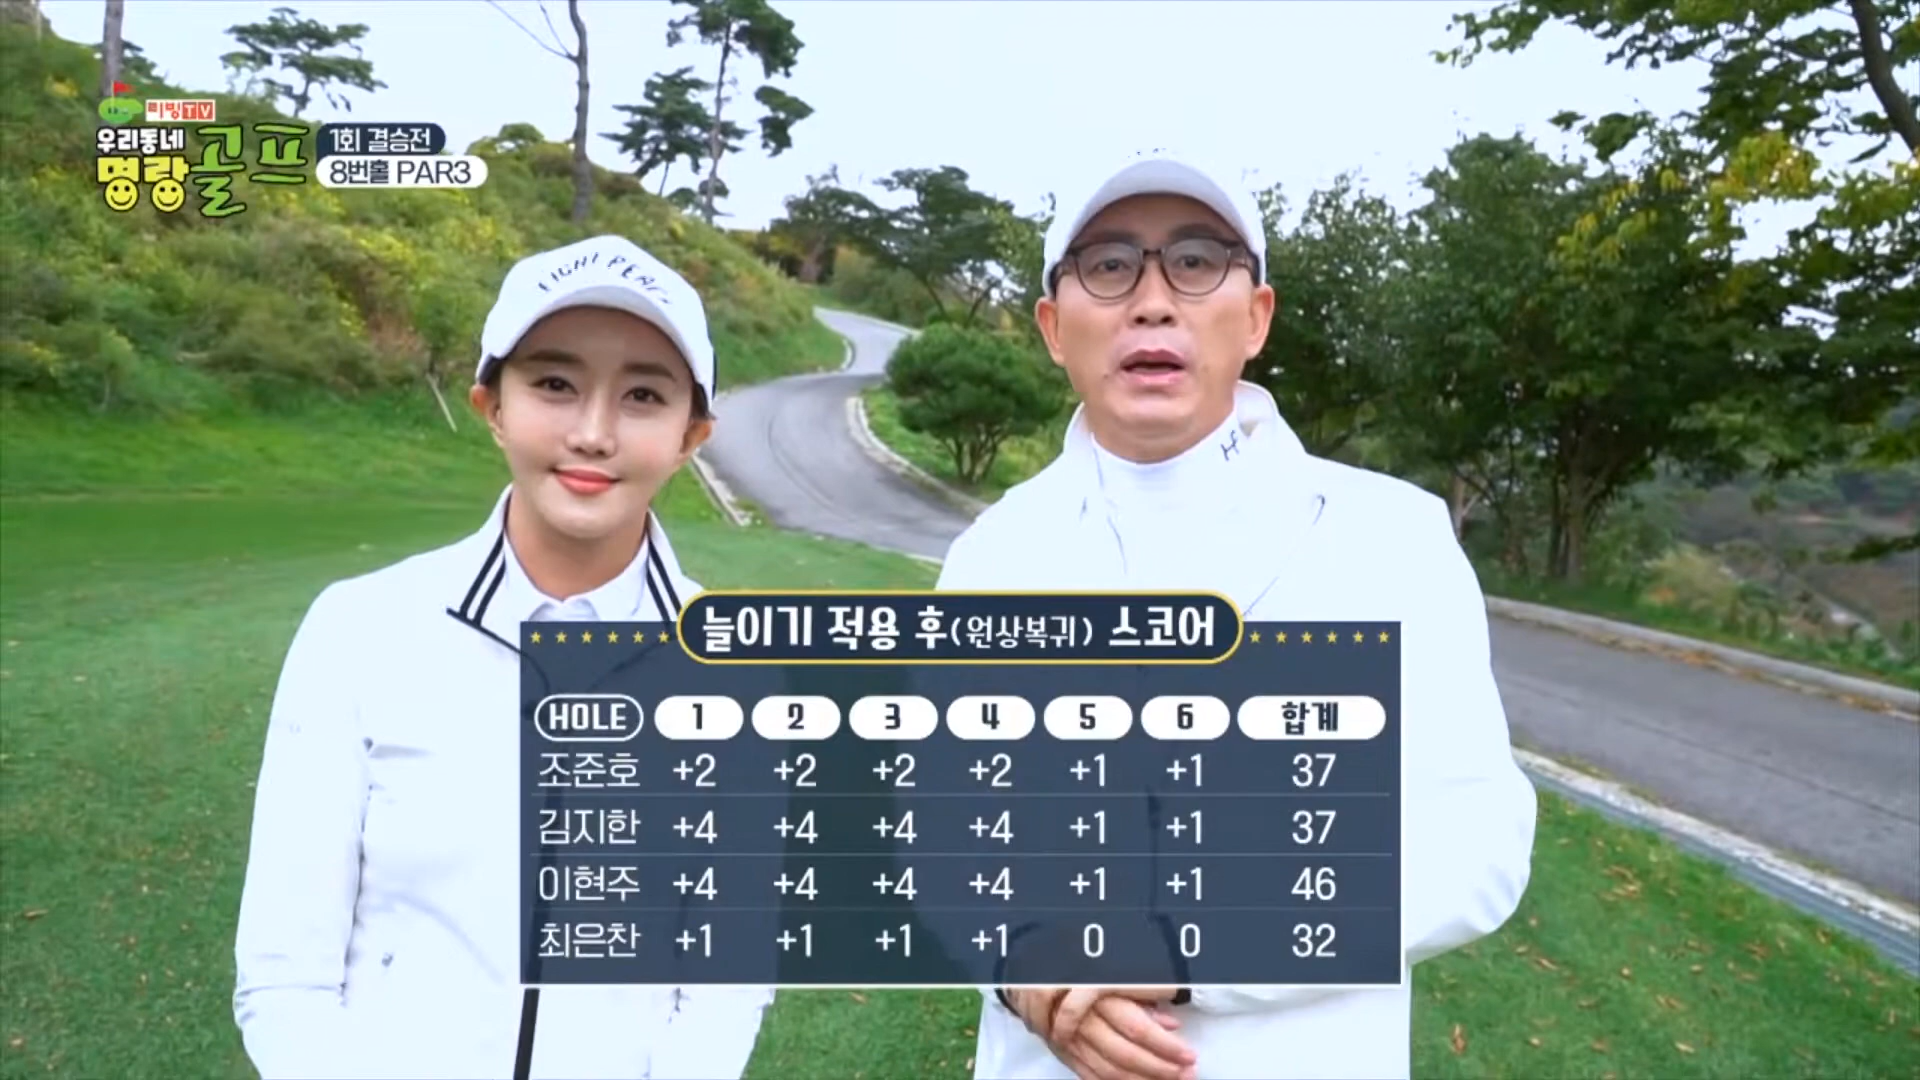 리빙TV
우리동네
명랑골프
1회 결승전
8번홀 PAR3
늘이기 적용 후(원상복귀) 스코어
HOLE 1 2 3 4 5 6 합계
조준호 +2 +2 +2 +2 +1 +1 37
김지한 +4 +4 +4 +4 +1 +1 37
이현주 +4 +4 +4 +4 +1 +1 46
최은찬 +1 +1 +1 +1 0 0 32